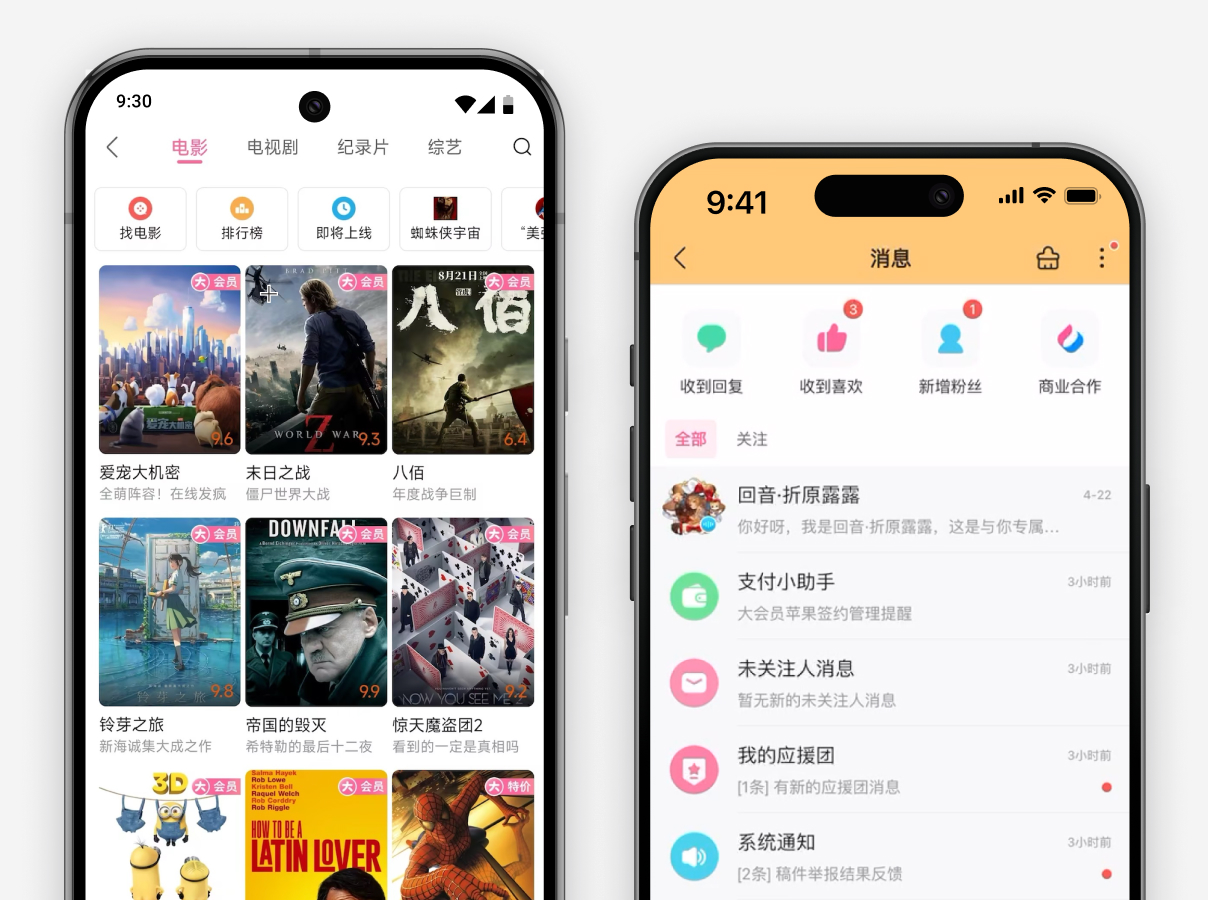 9:30
电影 电视剧 纪录片 综艺
找电影 排行榜 即将上线 蜘蛛侠宇宙 “美
大会员 大会员 大会员
BRAD PITT
8月21日
八佰
爱宠大机密
WORLD WAR Z
9.6 9.3 6.4
爱宠大机密 末日之战 八佰
全萌阵容！在线发疯 僵尸世界大战 年度战争巨制
大会员 大会员 大会员
DOWNFALL
铃芽之旅
NOW YOU SEE ME 2
9.8 9.9 9.2
铃芽之旅 帝国的毁灭 惊天魔盗团2
新海诚集大成之作 希特勒的最后十二夜 看到的一定是真相吗
3D
大会员 大会员 大特价
Salma Hayek
Rob Lowe
Kristen Bell
Raquel Welch
Rob Corddry
Rob Riggle
HOW TO BE A
LATIN LOVER
9:41
消息
3 1
收到回复 收到喜欢 新增粉丝 商业合作
全部 关注
回音·折原露露 4-22
你好呀，我是回音·折原露露，这是与你专属...
支付小助手 3小时前
大会员苹果签约管理提醒
未关注人消息 3小时前
暂无新的未关注人消息
我的应援团 3小时前
[1条] 有新的应援团消息
系统通知 3小时前
[2条] 稿件举报结果反馈